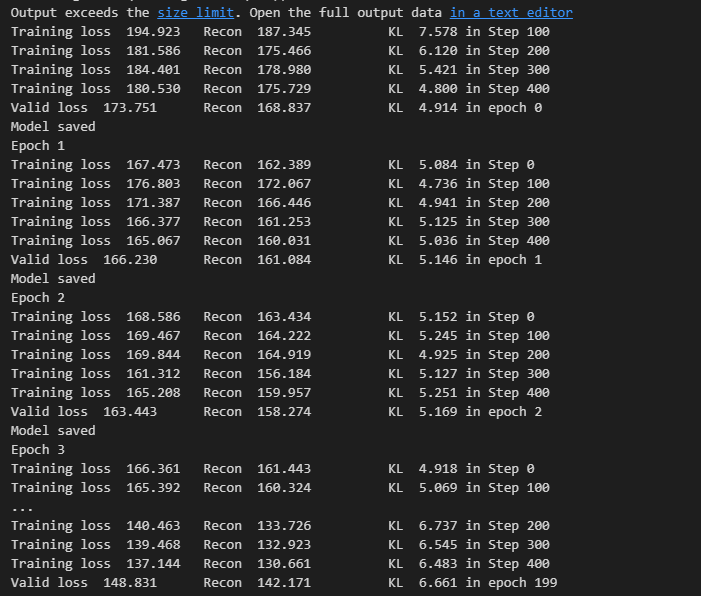 Output exceeds the size limit. Open the full output data in a text editor
Training loss 194.923 Recon 187.345 KL 7.578 in Step 100
Training loss 181.586 Recon 175.466 KL 6.120 in Step 200
Training loss 184.401 Recon 178.980 KL 5.421 in Step 300
Training loss 180.530 Recon 175.729 KL 4.800 in Step 400
Valid loss 173.751 Recon 168.837 KL 4.914 in epoch 0
Model saved
Epoch 1
Training loss 167.473 Recon 162.389 KL 5.084 in Step 0
Training loss 176.803 Recon 172.067 KL 4.736 in Step 100
Training loss 171.387 Recon 166.446 KL 4.941 in Step 200
Training loss 166.377 Recon 161.253 KL 5.125 in Step 300
Training loss 165.067 Recon 160.031 KL 5.036 in Step 400
Valid loss 166.230 Recon 161.084 KL 5.146 in epoch 1
Model saved
Epoch 2
Training loss 168.586 Recon 163.434 KL 5.152 in Step 0
Training loss 169.467 Recon 164.222 KL 5.245 in Step 100
Training loss 169.844 Recon 164.919 KL 4.925 in Step 200
Training loss 161.312 Recon 156.184 KL 5.127 in Step 300
Training loss 165.208 Recon 159.957 KL 5.251 in Step 400
Valid loss 163.443 Recon 158.274 KL 5.169 in epoch 2
Model saved
Epoch 3
Training loss 166.361 Recon 161.443 KL 4.918 in Step 0
Training loss 165.392 Recon 160.324 KL 5.069 in Step 100
...
Training loss 140.463 Recon 133.726 KL 6.737 in Step 200
Training loss 139.468 Recon 132.923 KL 6.545 in Step 300
Training loss 137.144 Recon 130.661 KL 6.483 in Step 400
Valid loss 148.831 Recon 142.171 KL 6.661 in epoch 199